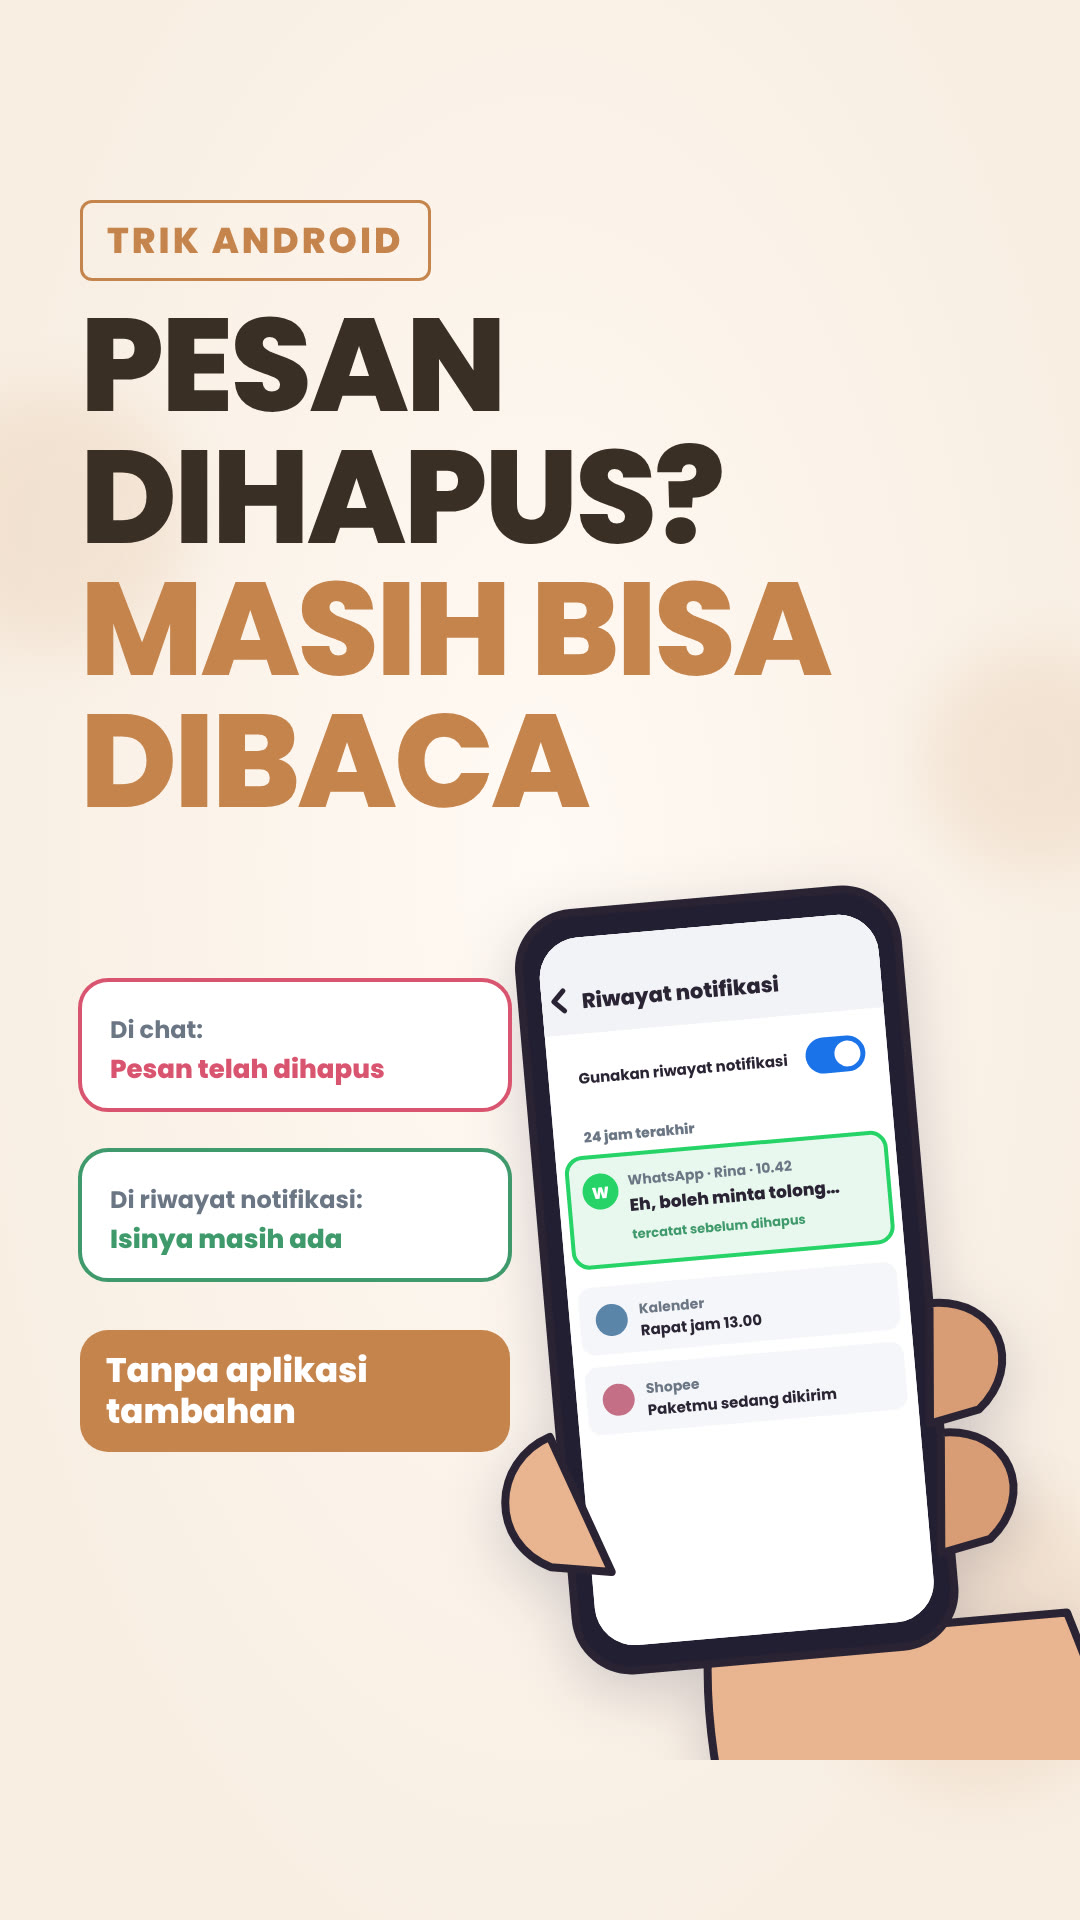 TRIK ANDROID
PESAN
DIHAPUS?
MASIH BISA
DIBACA
Di chat:
Pesan telah dihapus
Di riwayat notifikasi:
Isinya masih ada
Tanpa aplikasi
tambahan
Riwayat notifikasi
Gunakan riwayat notifikasi
24 jam terakhir
W
WhatsApp · Rina · 10.42
Eh, boleh minta tolong...
tercatat sebelum dihapus
Kalender
Rapat jam 13.00
Shopee
Paketmu sedang dikirim